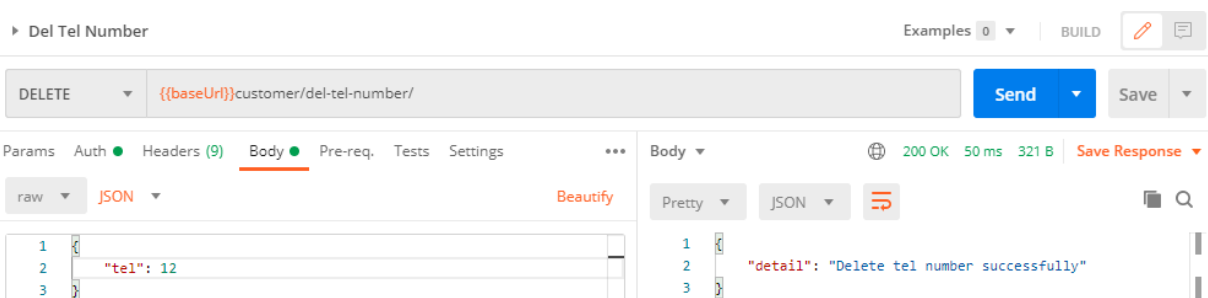 Del Tel Number Examples 0 BUILD
DELETE {{baseUrl}}customer/del-tel-number/ Send Save
Params Auth Headers (9) Body Pre-req. Tests Settings ••• Body 200 OK 50 ms 321 B Save Response
raw JSON Beautify Pretty JSON
1 { 1 {
2 "tel": 12 2 "detail": "Delete tel number successfully"
3 } 3 }